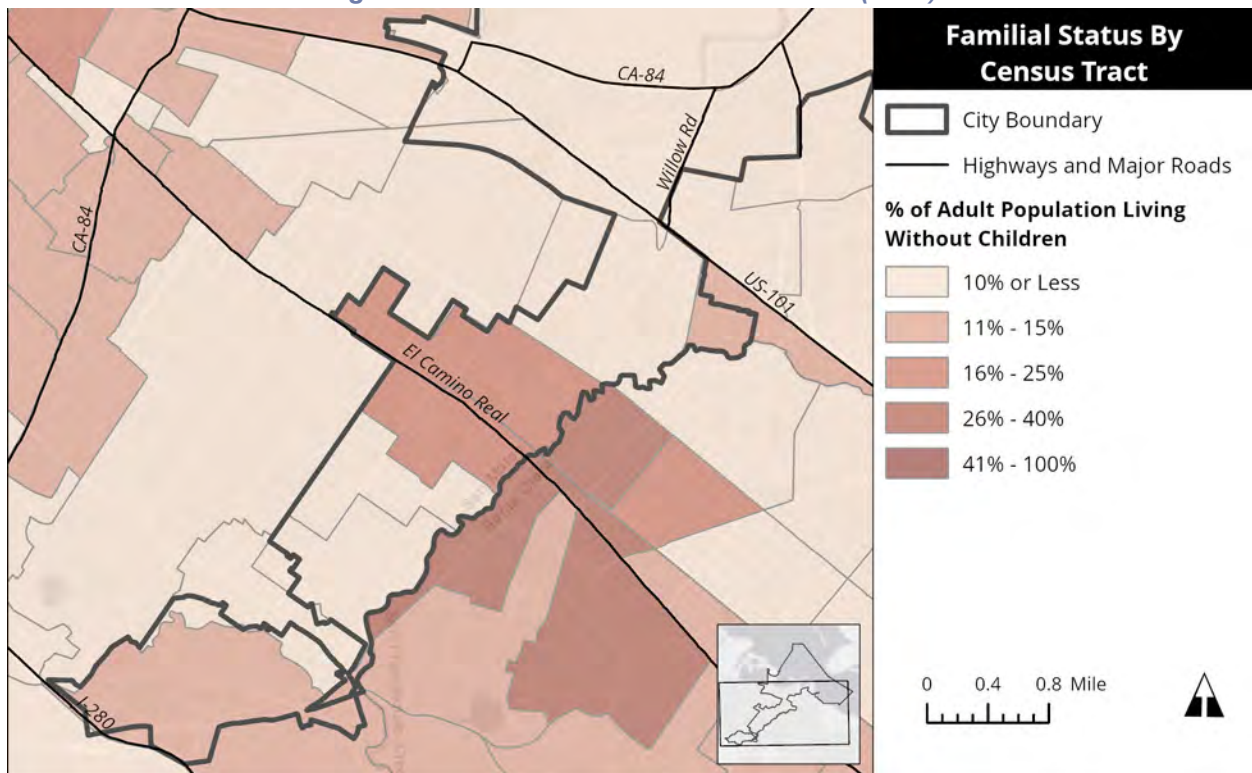 Familial Status By
Census Tract
City Boundary
Highways and Major Roads
% of Adult Population Living
Without Children
10% or Less
11% - 15%
16% - 25%
26% - 40%
41% - 100%
0 0.4 0.8 Mile
CA-84
Willow Rd
US-101
CA-84
El Camino Real
I-280